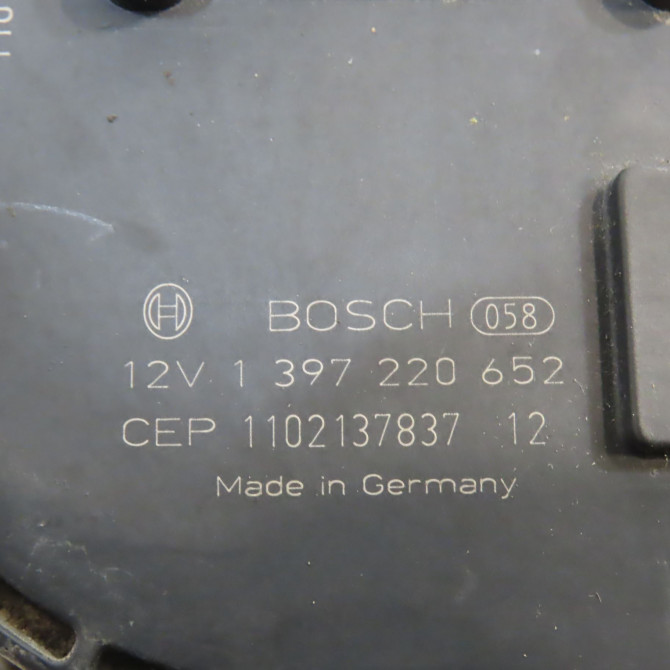 BOSCH 058
12V 1 397 220 652
CEP 1102137837 12
Made in Germany